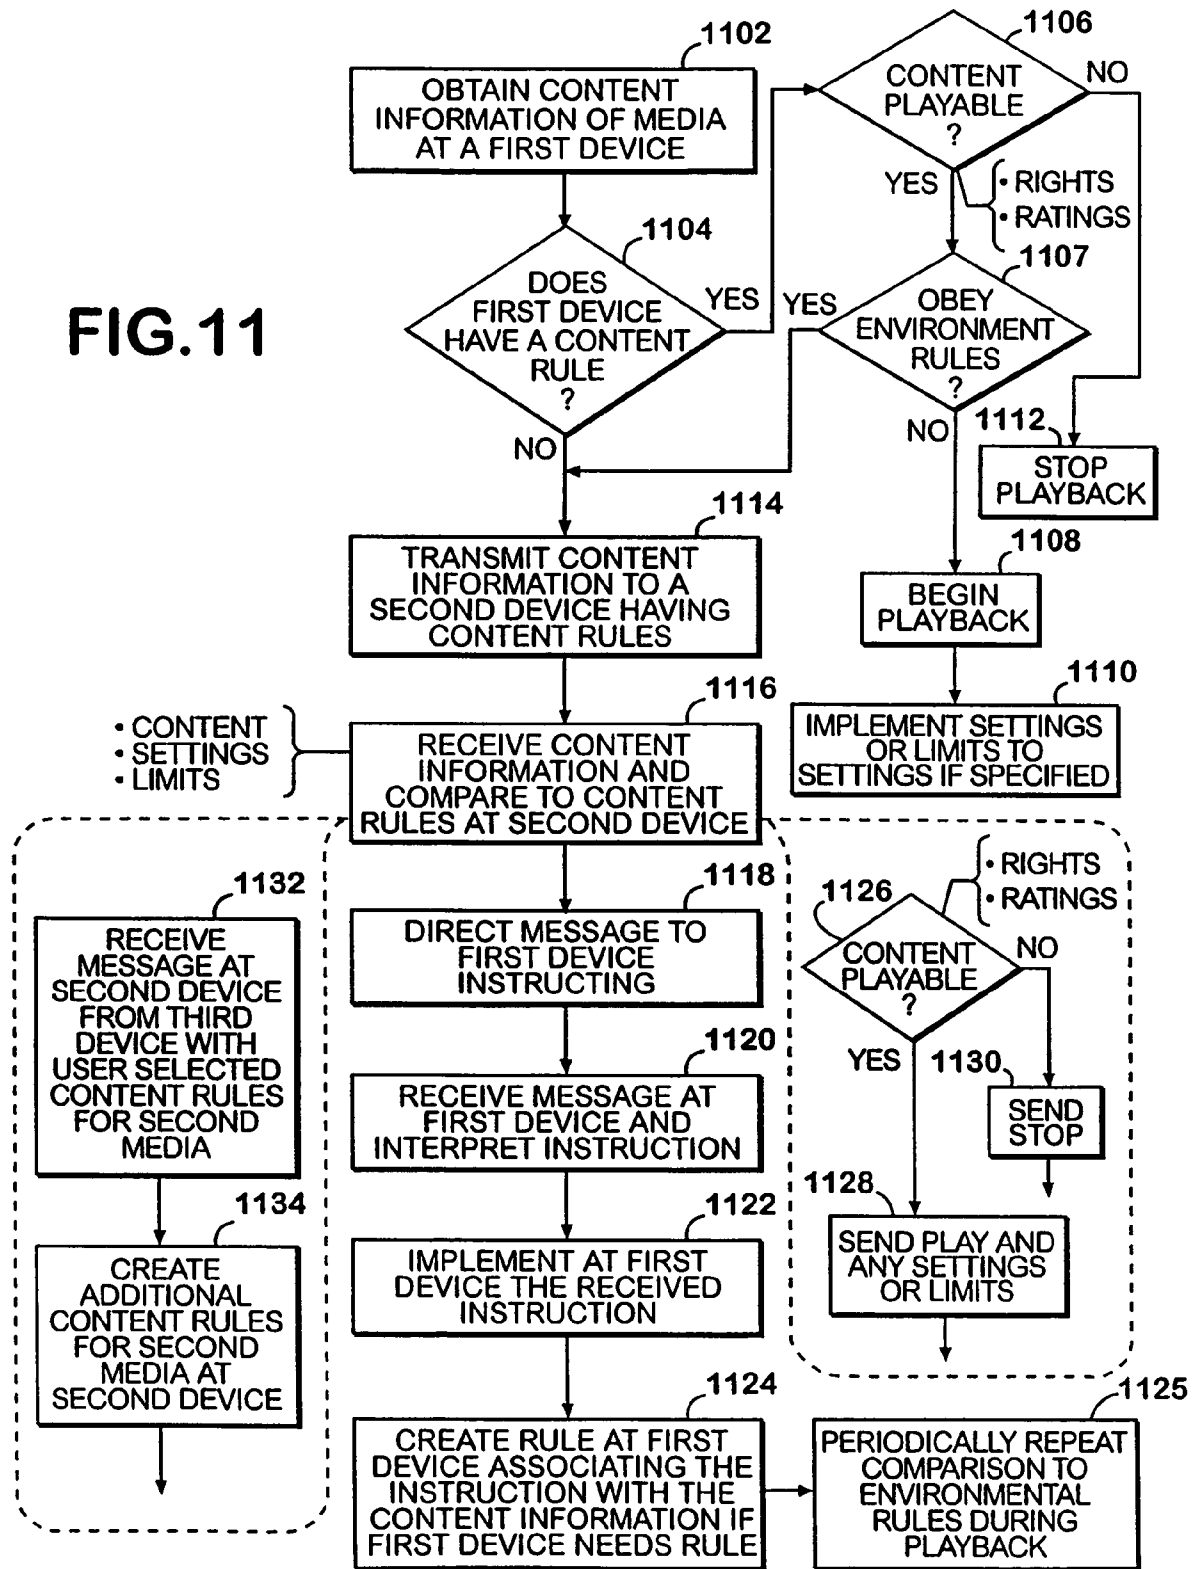 FIG.11
1102
OBTAIN CONTENT
INFORMATION OF MEDIA
AT A FIRST DEVICE
1104
DOES
FIRST DEVICE
HAVE A CONTENT
RULE
?
YES
NO
1106
CONTENT
PLAYABLE
?
NO
YES
• RIGHTS
• RATINGS
1107
OBEY
ENVIRONMENT
RULES
?
YES
NO
1112
STOP
PLAYBACK
1108
BEGIN
PLAYBACK
1110
IMPLEMENT SETTINGS
OR LIMITS TO
SETTINGS IF SPECIFIED
1114
TRANSMIT CONTENT
INFORMATION TO A
SECOND DEVICE HAVING
CONTENT RULES
1116
• CONTENT
• SETTINGS
• LIMITS
RECEIVE CONTENT
INFORMATION AND
COMPARE TO CONTENT
RULES AT SECOND DEVICE
1118
DIRECT MESSAGE TO
FIRST DEVICE
INSTRUCTING
1120
RECEIVE MESSAGE AT
FIRST DEVICE AND
INTERPRET INSTRUCTION
1122
IMPLEMENT AT FIRST
DEVICE THE RECEIVED
INSTRUCTION
1124
CREATE RULE AT FIRST
DEVICE ASSOCIATING THE
INSTRUCTION WITH THE
CONTENT INFORMATION IF
FIRST DEVICE NEEDS RULE
1125
PERIODICALLY REPEAT
COMPARISON TO
ENVIRONMENTAL
RULES DURING
PLAYBACK
1126
CONTENT
PLAYABLE
?
• RIGHTS
• RATINGS
NO
YES
1130
SEND
STOP
1128
SEND PLAY AND
ANY SETTINGS
OR LIMITS
1132
RECEIVE
MESSAGE AT
SECOND DEVICE
FROM THIRD
DEVICE WITH
USER SELECTED
CONTENT RULES
FOR SECOND
MEDIA
1134
CREATE
ADDITIONAL
CONTENT RULES
FOR SECOND
MEDIA AT
SECOND DEVICE